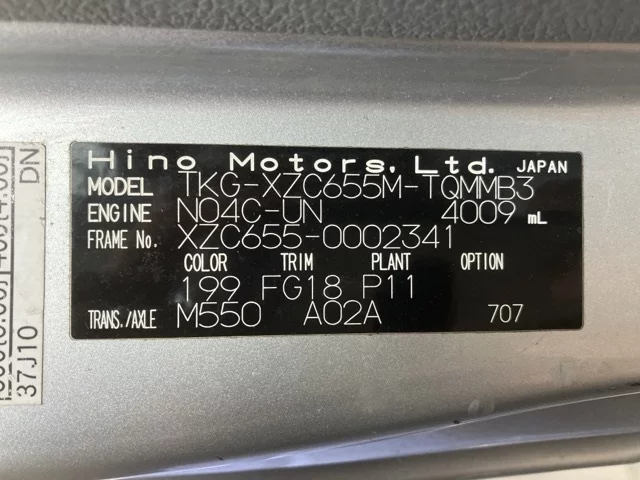 Hino Motors, Ltd. JAPAN
MODEL TKG-XZC655M-TQMMB3
ENGINE N04C-UN 4009 mL
FRAME No. XZC655-0002341
COLOR TRIM PLANT OPTION
199 FG18 P11
TRANS./AXLE M550 A02A 707
DN
37J10